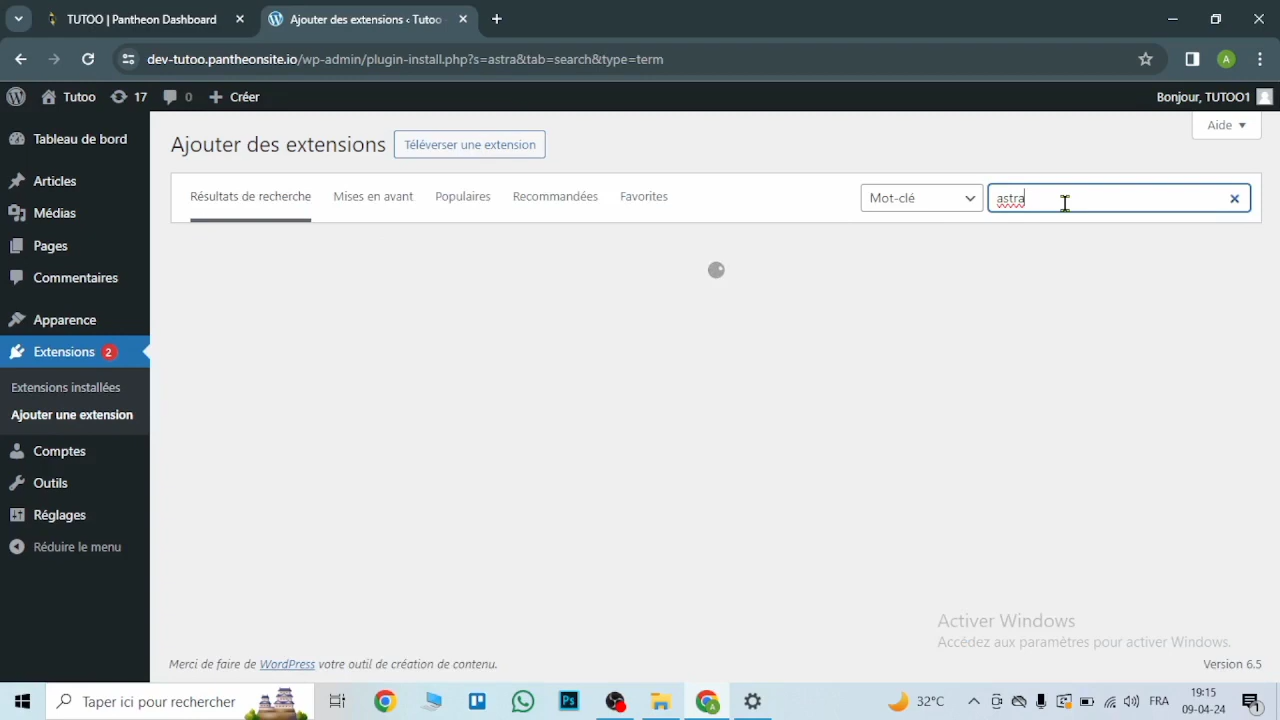 TUTOO | Pantheon Dashboard
Ajouter des extensions ‹ Tutoo
dev-tutoo.pantheonsite.io/wp-admin/plugin-install.php?s=astra&tab=search&type=term
A
Tutoo
17
0
Créer
Bonjour, TUTOO1
Tableau de bord
Articles
Médias
Pages
Commentaires
Apparence
Extensions 2
Extensions installées
Ajouter une extension
Comptes
Outils
Réglages
Réduire le menu
Aide
Ajouter des extensions
Téléverser une extension
Résultats de recherche
Mises en avant
Populaires
Recommandées
Favorites
Mot-clé
astra
Activer Windows
Accédez aux paramètres pour activer Windows.
Merci de faire de WordPress votre outil de création de contenu.
Version 6.5
Taper ici pour rechercher
Ps
32°C
FRA
19:15
09-04-24
1